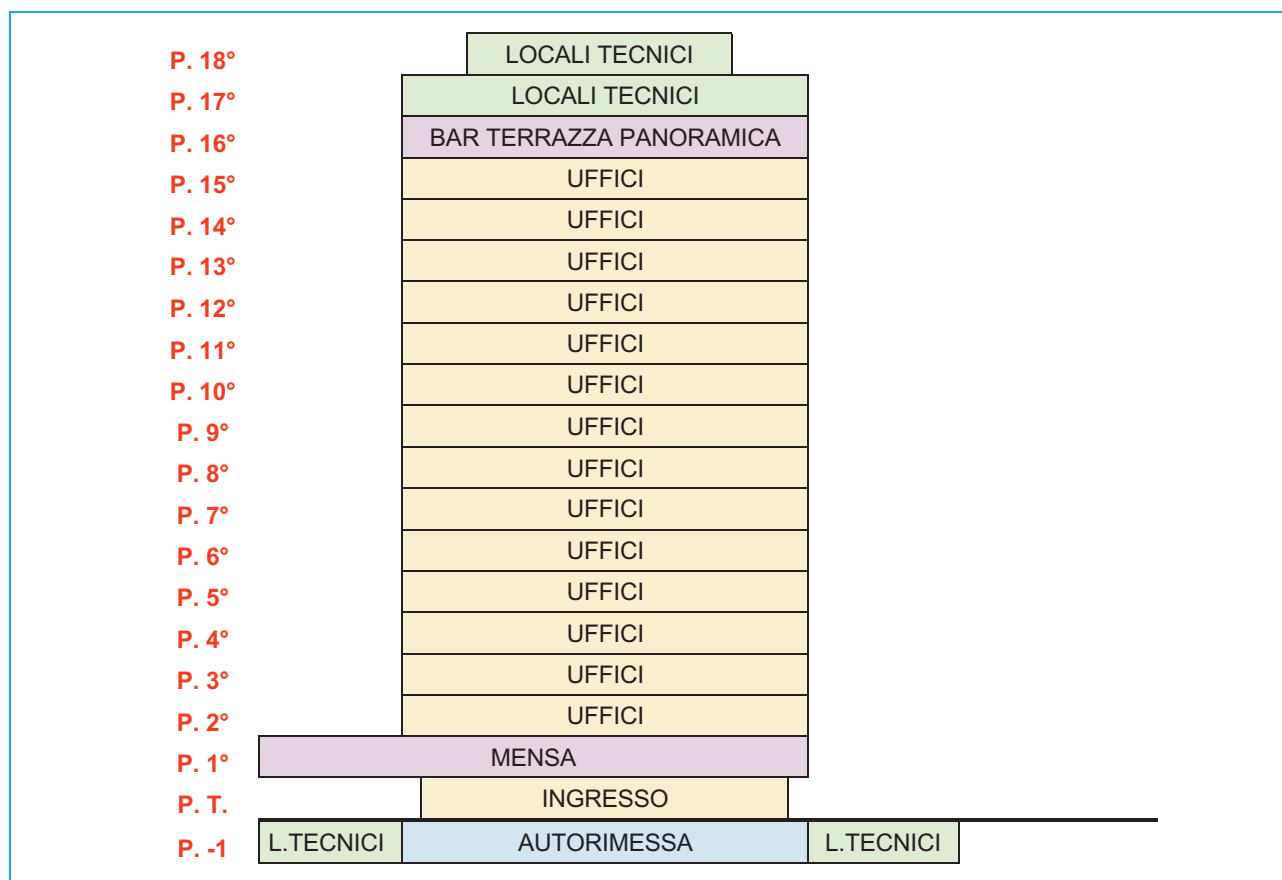 P. 18° LOCALI TECNICI
P. 17° LOCALI TECNICI
P. 16° BAR TERRAZZA PANORAMICA
P. 15° UFFICI
P. 14° UFFICI
P. 13° UFFICI
P. 12° UFFICI
P. 11° UFFICI
P. 10° UFFICI
P. 9° UFFICI
P. 8° UFFICI
P. 7° UFFICI
P. 6° UFFICI
P. 5° UFFICI
P. 4° UFFICI
P. 3° UFFICI
P. 2° UFFICI
P. 1° MENSA
P. T. INGRESSO
P. -1 L.TECNICI AUTORIMESSA L.TECNICI